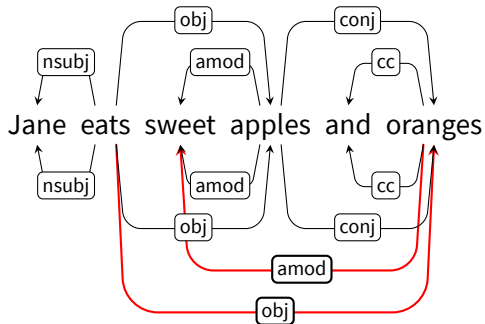 obj conj
nsubj amod cc
Jane eats sweet apples and oranges
nsubj amod cc
obj conj
amod
obj